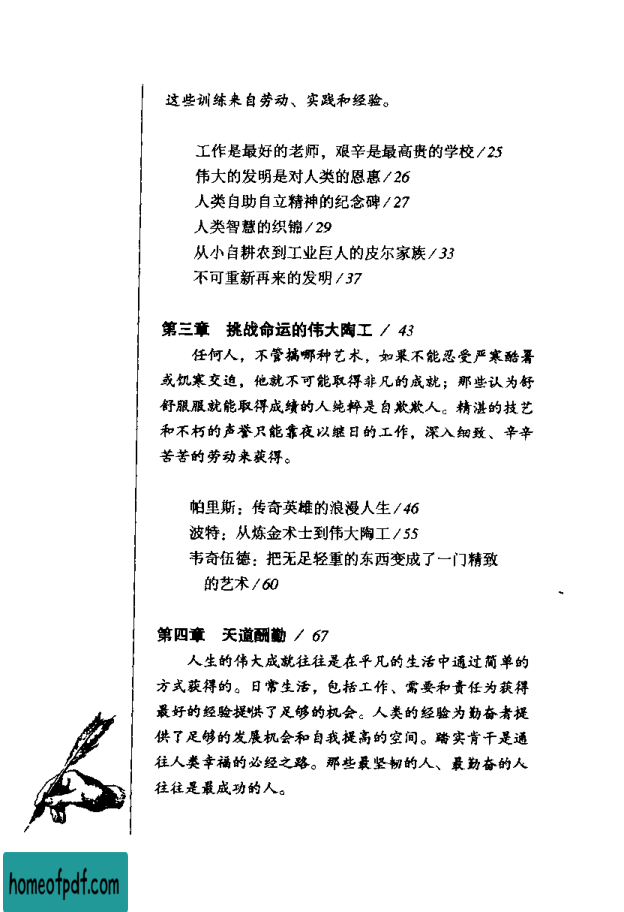 这些训练来自劳动、实践和经验。
工作是最好的老师，艰辛是最高贵的学校/25
伟大的发明是对人类的恩惠/26
人类自助自立精神的纪念碑/27
人类智慧的织锦/29
从小自耕农到工业巨人的皮尔家族/33
不可重新再来的发明/37
第三章 挑战命运的伟大陶工 / 43
任何人，不管搞哪种艺术，如果不能忍受严寒酷暑
或饥寒交迫，他就不可能取得非凡的成就；那些认为舒
舒服服就能取得成绩的人纯粹是自欺欺人。精湛的技艺
和不朽的声誉只能靠夜以继日的工作，深入细致、辛辛
苦苦的劳动来获得。
帕里斯：传奇英雄的浪漫人生/46
波特：从炼金术士到伟大陶工/55
韦奇伍德：把无足轻重的东西变成了一门精致
的艺术/60
第四章 天道酬勤 / 67
人生的伟大成就往往是在平凡的生活中通过简单的
方式获得的。日常生活，包括工作、需要和责任为获得
最好的经验提供了足够的机会。人类的经验为勤奋者提
供了足够的发展机会和自我提高的空间。踏实肯干是通
往人类幸福的必经之路。那些最坚韧的人、最勤奋的人
往往是最成功的人。
homeofpdf.com